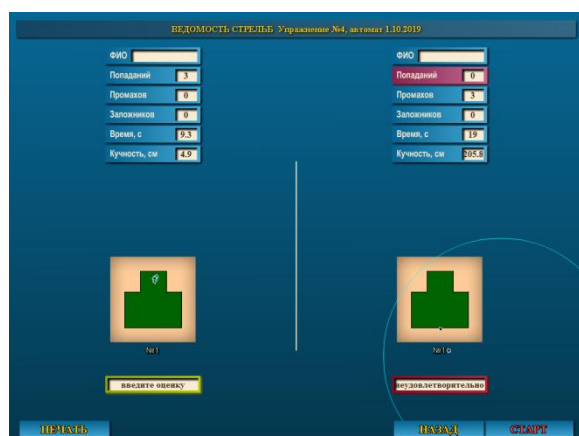 ВЕДОМОСТЬ СТРЕЛЬБ Упражнение №4, автомат 1.10.2019
ФИО
Попаданий 3
Промахов 0
Заложников 0
Время, с 9.3
Кучность, см 4.9
№1
введите оценку
ФИО
Попаданий 0
Промахов 3
Заложников 0
Время, с 19
Кучность, см 205.8
№1
неудовлетворительно
ПЕЧАТЬ
НАЗАД
СТАРТ